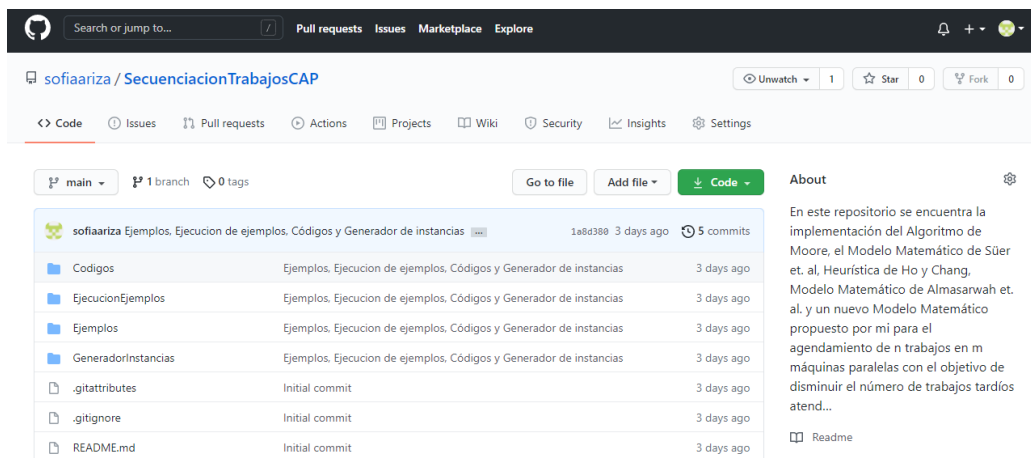 Search or jump to... / Pull requests Issues Marketplace Explore
sofiaariza / SecuenciacionTrabajosCAP Unwatch 1 Star 0 Fork 0
Code Issues Pull requests Actions Projects Wiki Security Insights Settings
main 1 branch 0 tags Go to file Add file Code
sofiaariza Ejemplos, Ejecucion de ejemplos, Códigos y Generador de instancias ... 1a8d380 3 days ago 5 commits
Codigos Ejemplos, Ejecucion de ejemplos, Códigos y Generador de instancias 3 days ago
EjecucionEjemplos Ejemplos, Ejecucion de ejemplos, Códigos y Generador de instancias 3 days ago
Ejemplos Ejemplos, Ejecucion de ejemplos, Códigos y Generador de instancias 3 days ago
GeneradorInstancias Ejemplos, Ejecucion de ejemplos, Códigos y Generador de instancias 3 days ago
.gitattributes Initial commit 3 days ago
.gitignore Initial commit 3 days ago
README.md Initial commit 3 days ago
About
En este repositorio se encuentra la
implementación del Algoritmo de
Moore, el Modelo Matemático de Süer
et. al, Heurística de Ho y Chang,
Modelo Matemático de Almasarwah et.
al. y un nuevo Modelo Matemático
propuesto por mi para el
agendamiento de n trabajos en m
máquinas paralelas con el objetivo de
disminuir el número de trabajos tardíos
atend...
Readme